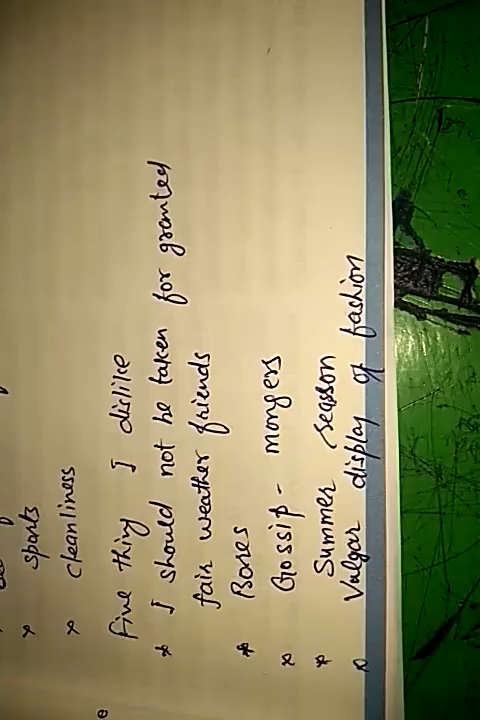 * sports
* cleanliness
five thing I dislike
* I should not be taken for granted
fair weather friends
* Bores
* Gossip - mongers
* Summer season
* Vulgar display of fashion